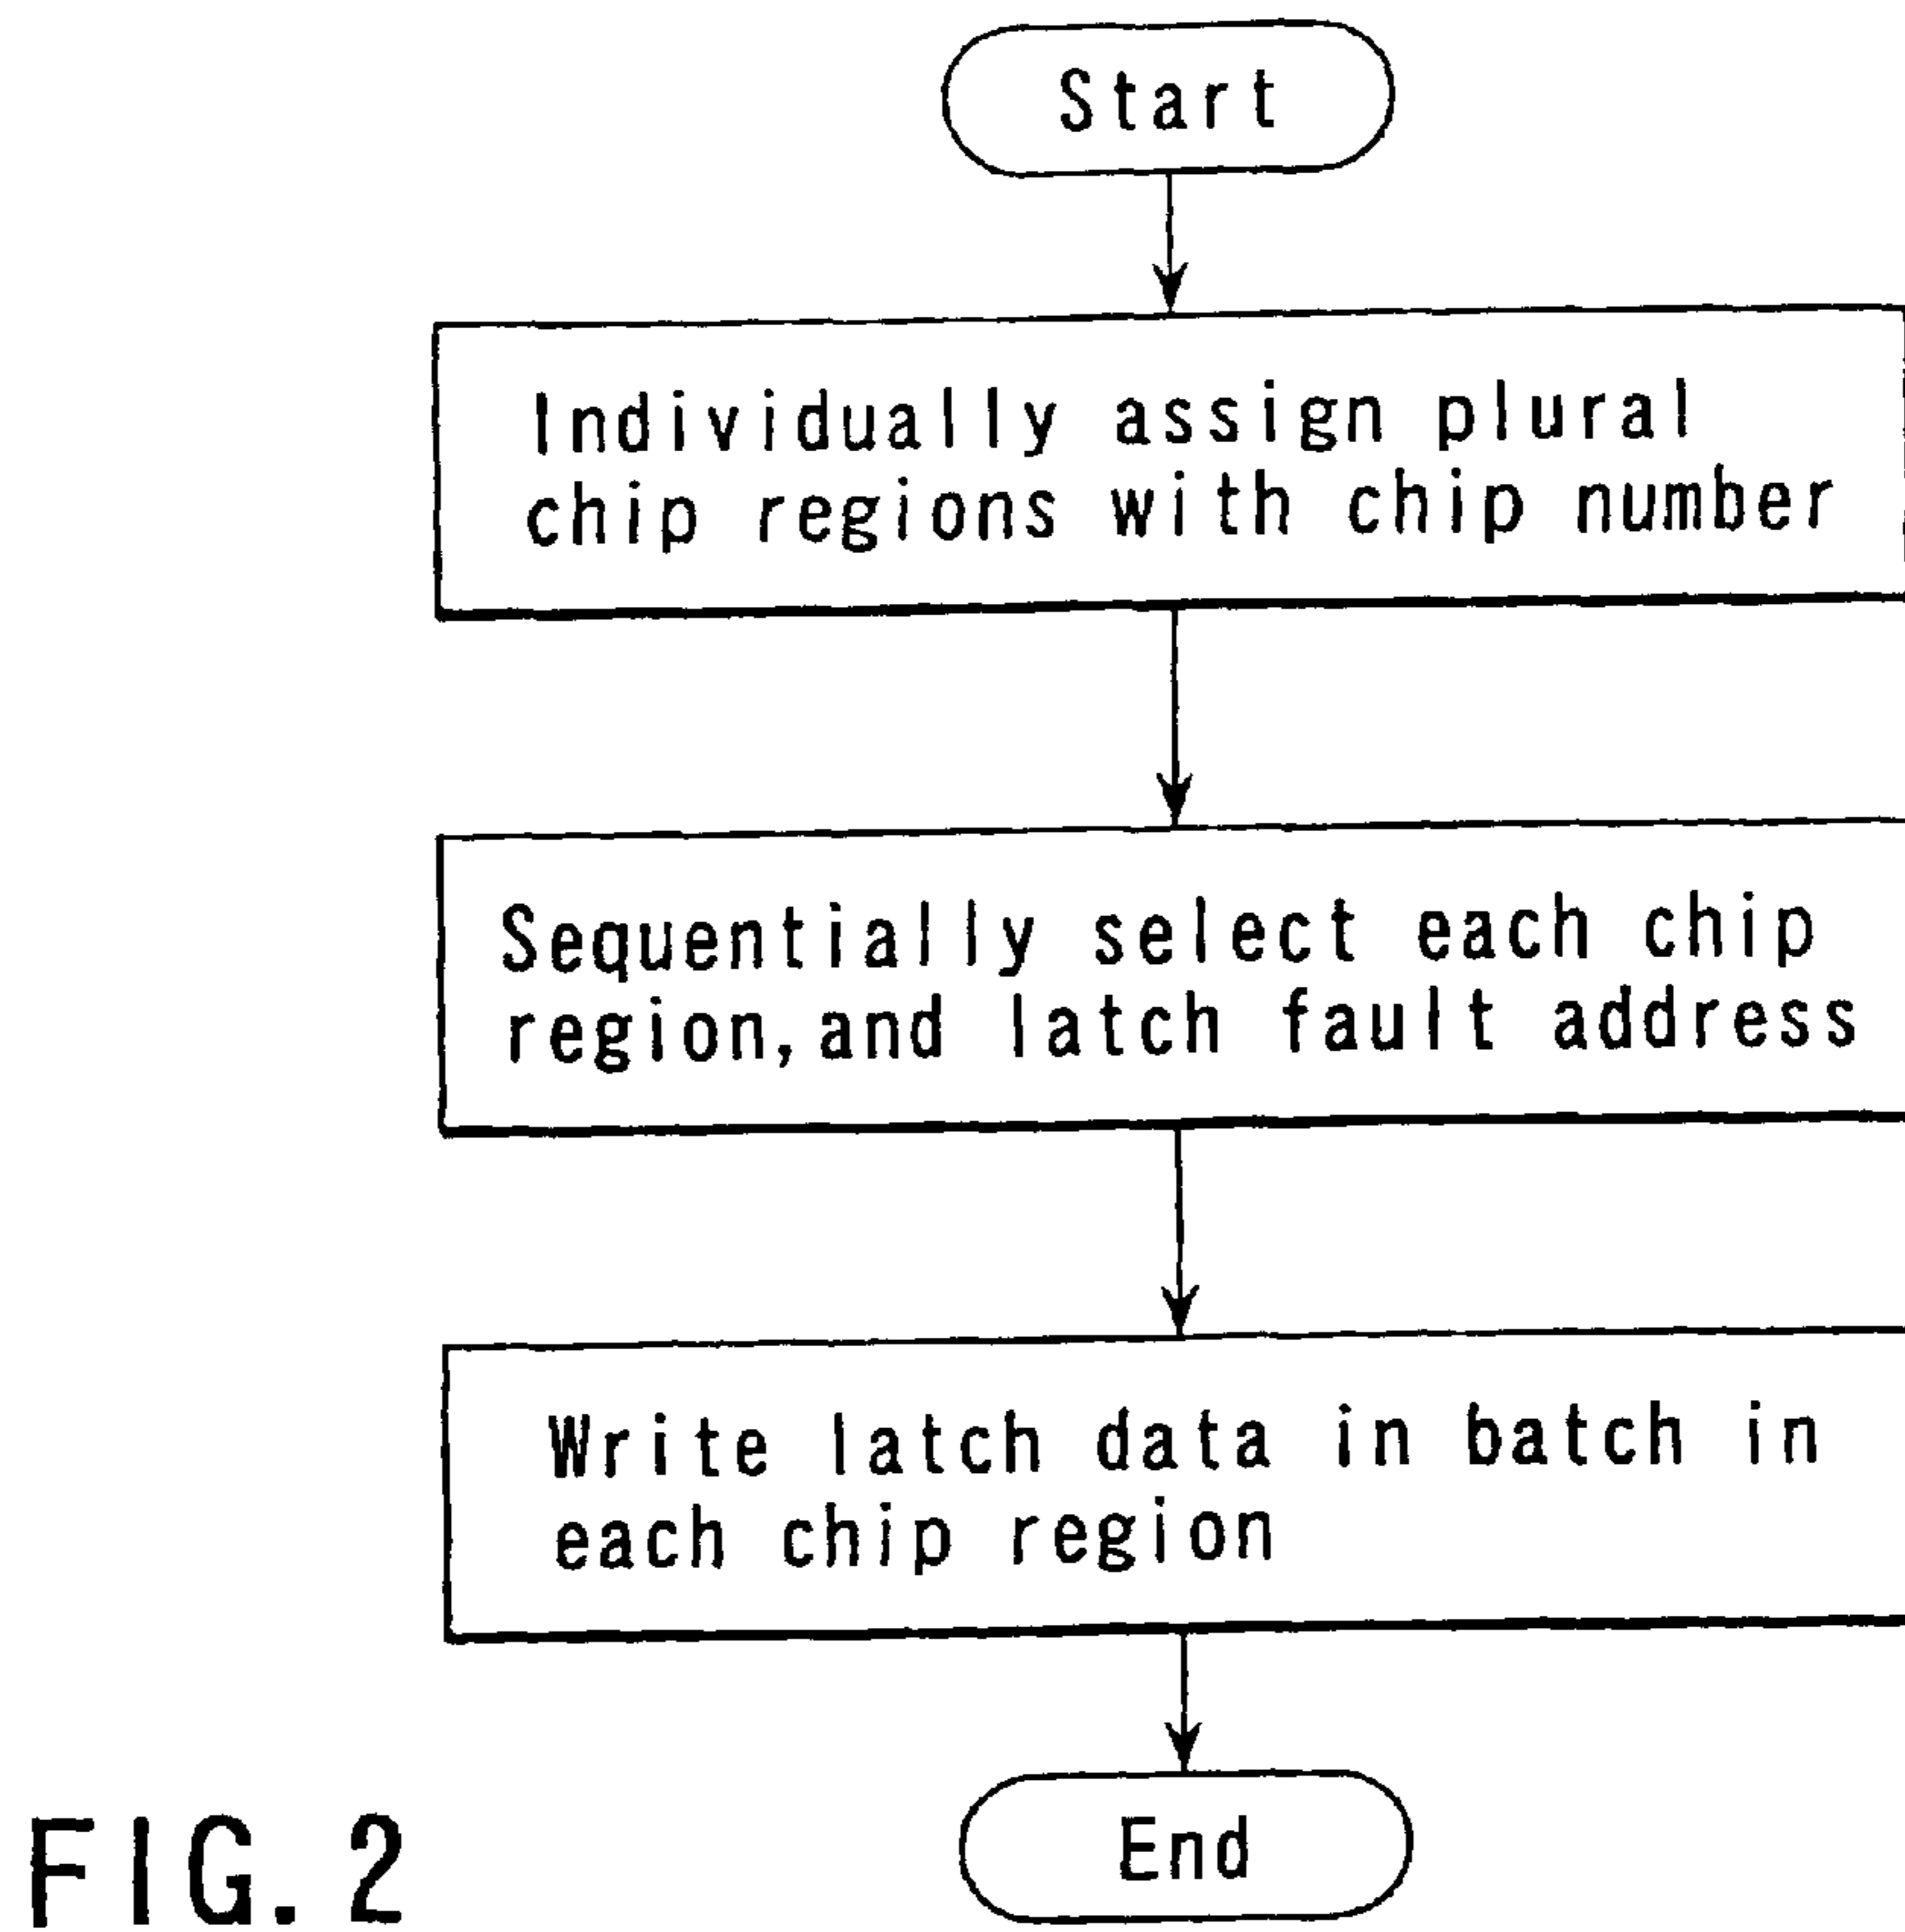 Start
Individually assign plural
chip regions with chip number
Sequentially select each chip
region,and latch fault address
Write latch data in batch in
each chip region
End
FIG.2